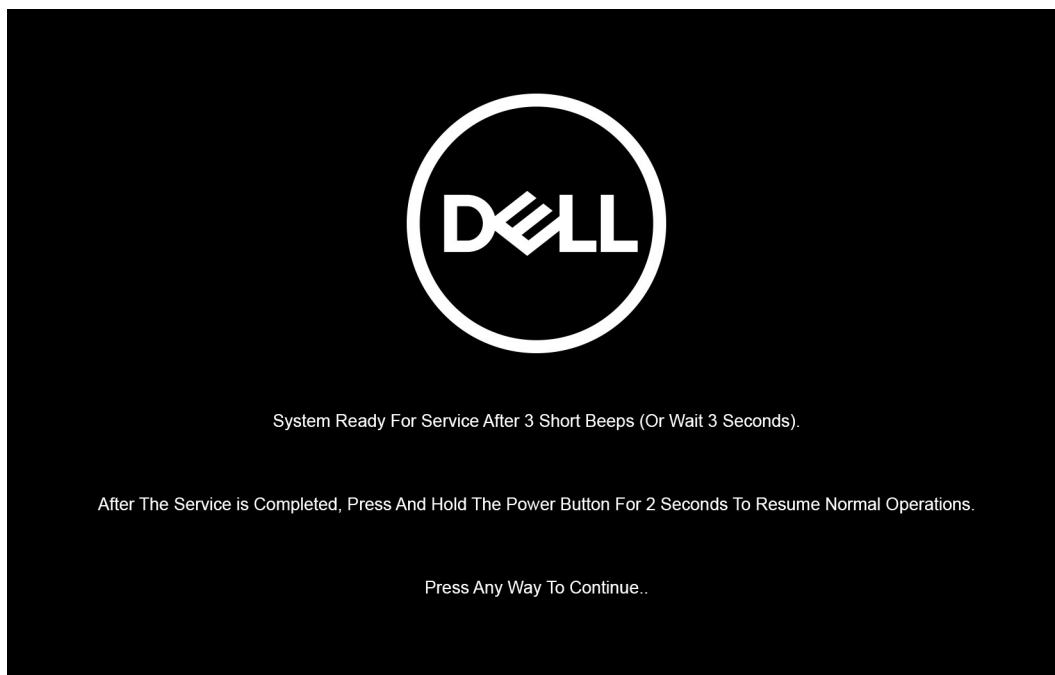 DELL
System Ready For Service After 3 Short Beeps (Or Wait 3 Seconds).
After The Service is Completed, Press And Hold The Power Button For 2 Seconds To Resume Normal Operations.
Press Any Way To Continue..